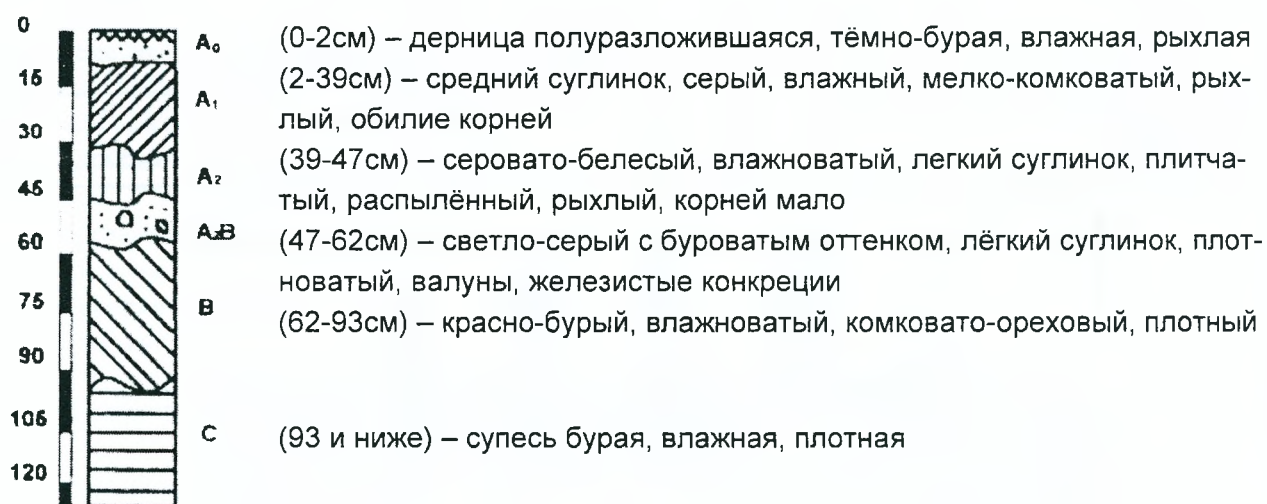 0
15
30
45
60
75
90
105
120
A₀
A₁
A₂
A₂B
B
C
(0-2см) – дерница полуразложившаяся, тёмно-бурая, влажная, рыхлая
(2-39см) – средний суглинок, серый, влажный, мелко-комковатый, рых-
лый, обилие корней
(39-47см) – серовато-белесый, влажноватый, легкий суглинок, плитча-
тый, распылённый, рыхлый, корней мало
(47-62см) – светло-серый с буроватым оттенком, лёгкий суглинок, плот-
новатый, валуны, железистые конкреции
(62-93см) – красно-бурый, влажноватый, комковато-ореховый, плотный
(93 и ниже) – супесь бурая, влажная, плотная